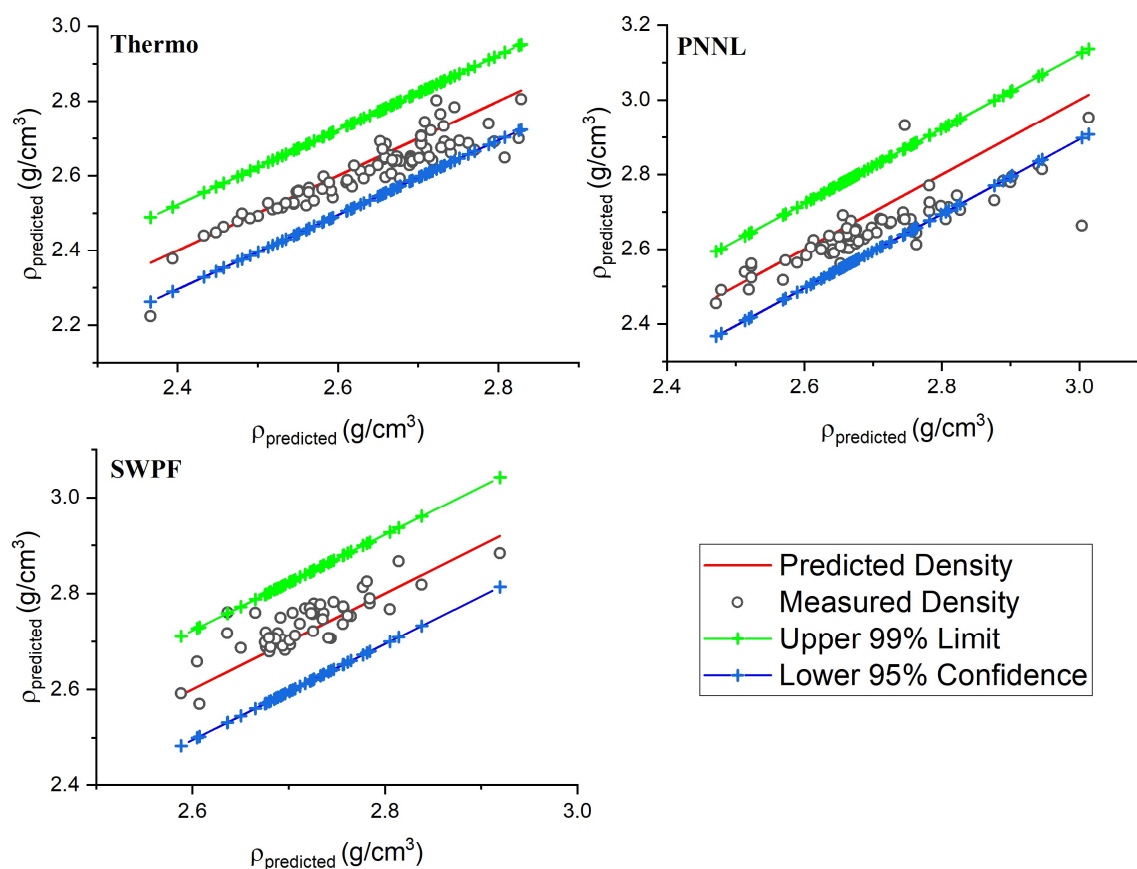 Thermo
3.0
2.8
2.6
2.4
2.2
ρpredicted (g/cm³)
2.4
2.6
2.8
ρpredicted (g/cm³)
PNNL
3.2
3.0
2.8
2.6
2.4
ρpredicted (g/cm³)
2.4
2.6
2.8
3.0
ρpredicted (g/cm³)
SWPF
3.0
2.8
2.6
2.4
ρpredicted (g/cm³)
2.6
2.8
3.0
ρpredicted (g/cm³)
Predicted Density
Measured Density
Upper 99% Limit
Lower 95% Confidence